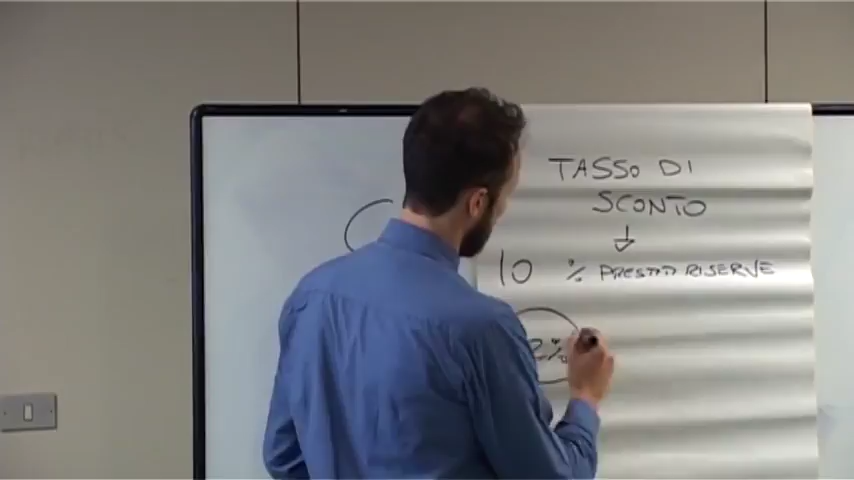 TASSO DI
SCONTO
10 % PRESTITI RISERVE
2%